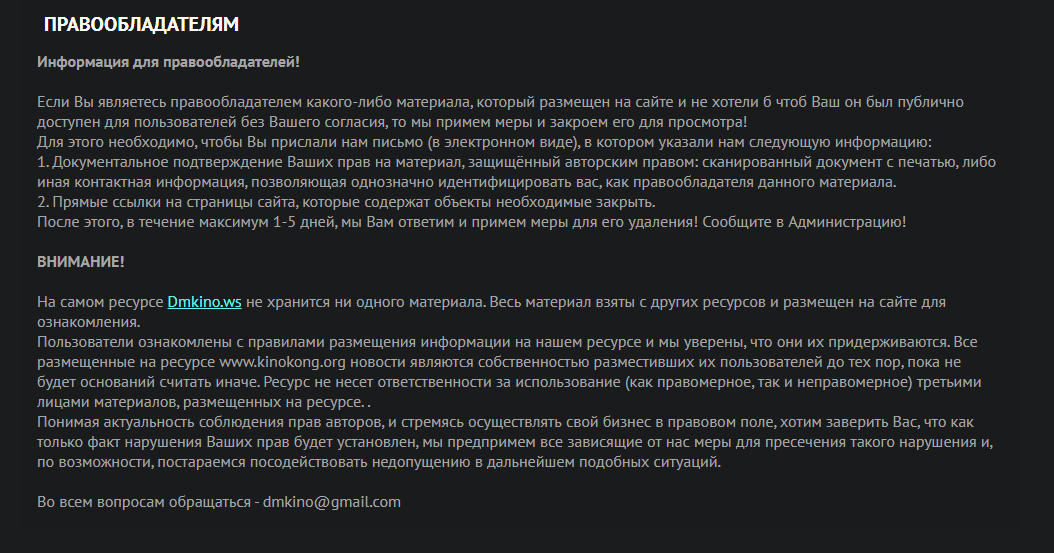 ПРАВООБЛАДАТЕЛЯМ
Информация для правообладателей!
Если Вы являетесь правообладателем какого-либо материала, который размещен на сайте и не хотели б чтоб Ваш он был публично
доступен для пользователей без Вашего согласия, то мы примем меры и закроем его для просмотра!
Для этого необходимо, чтобы Вы прислали нам письмо (в электронном виде), в котором указали нам следующую информацию:
1. Документальное подтверждение Ваших прав на материал, защищённый авторским правом: сканированный документ с печатью, либо
иная контактная информация, позволяющая однозначно идентифицировать вас, как правообладателя данного материала.
2. Прямые ссылки на страницы сайта, которые содержат объекты необходимые закрыть.
После этого, в течение максимум 1-5 дней, мы Вам ответим и примем меры для его удаления! Сообщите в Администрацию!
ВНИМАНИЕ!
На самом ресурсе Dmkino.ws не хранится ни одного материала. Весь материал взяты с других ресурсов и размещен на сайте для
ознакомления.
Пользователи ознакомлены с правилами размещения информации на нашем ресурсе и мы уверены, что они их придерживаются. Все
размещенные на ресурсе www.kinokong.org новости являются собственностью разместивших их пользователей до тех пор, пока не
будет оснований считать иначе. Ресурс не несет ответственности за использование (как правомерное, так и неправомерное) третьими
лицами материалов, размещенных на ресурсе. .
Понимая актуальность соблюдения прав авторов, и стремясь осуществлять свой бизнес в правовом поле, хотим заверить Вас, что как
только факт нарушения Ваших прав будет установлен, мы предпримем все зависящие от нас меры для пресечения такого нарушения и,
по возможности, постараемся посодействовать недопущению в дальнейшем подобных ситуаций.
Во всем вопросам обращаться - dmkino@gmail.com